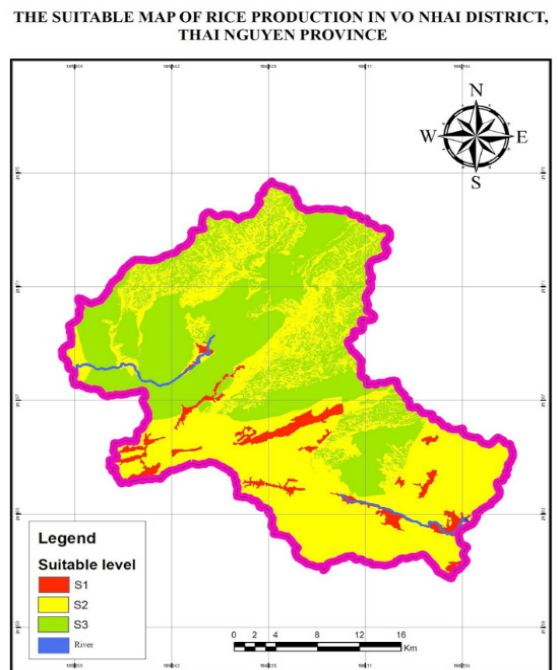 THE SUITABLE MAP OF RICE PRODUCTION IN VO NHAI DISTRICT,
THAI NGUYEN PROVINCE
N
W E
S
Legend
Suitable level
S1
S2
S3
River
0 2 4 8 12 16
Km